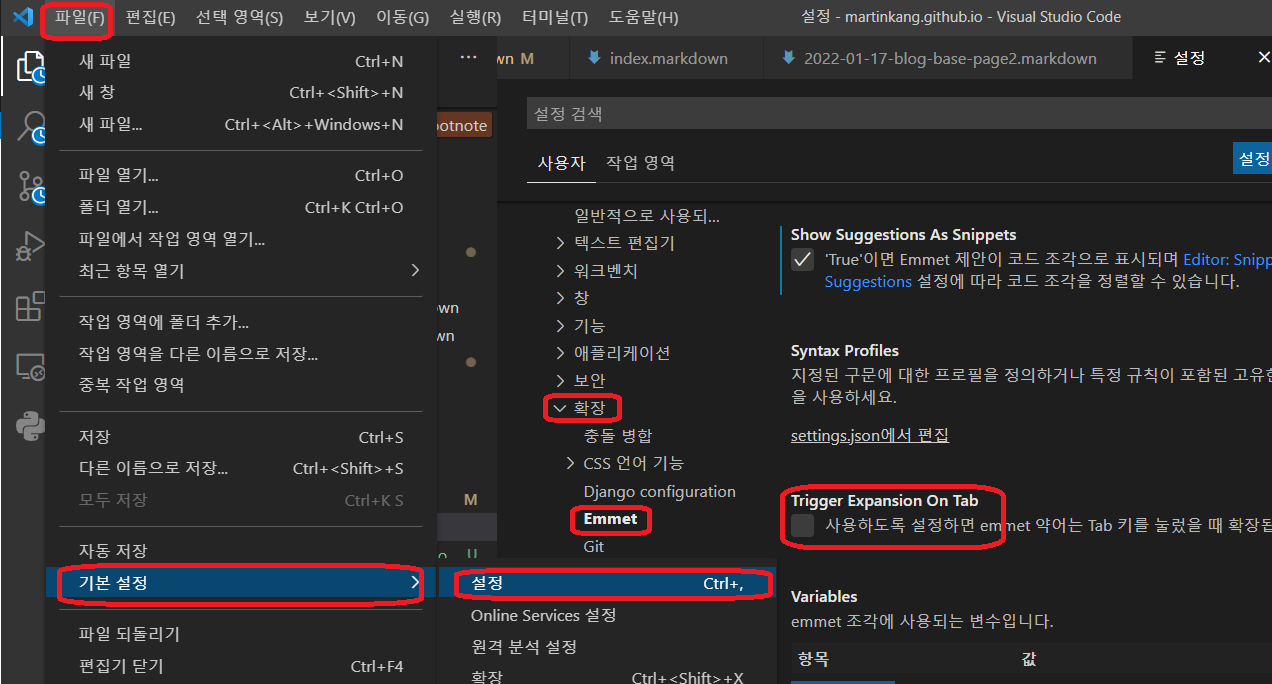 파일(F) 편집(E) 선택 영역(S) 보기(V) 이동(G) 실행(R) 터미널(T) 도움말(H) 설정 - martinkang.github.io - Visual Studio Code
새 파일 Ctrl+N
새 창 Ctrl+<Shift>+N
새 파일... Ctrl+<Alt>+Windows+N
파일 열기... Ctrl+O
폴더 열기... Ctrl+K Ctrl+O
파일에서 작업 영역 열기...
최근 항목 열기
작업 영역에 폴더 추가...
작업 영역을 다른 이름으로 저장...
중복 작업 영역
저장 Ctrl+S
다른 이름으로 저장... Ctrl+<Shift>+S
모두 저장 Ctrl+K S
자동 저장
기본 설정
파일 되돌리기
편집기 닫기 Ctrl+F4
설정 Ctrl+,
Online Services 설정
원격 분석 설정
확장 Ctrl+<Shift>+X
...
otnote
own
wn
M
U
wn M index.markdown 2022-01-17-blog-base-page2.markdown 설정
설정 검색
사용자 작업 영역
설정
일반적으로 사용되...
텍스트 편집기
워크벤치
창
기능
애플리케이션
보안
확장
충돌 병합
CSS 언어 기능
Django configuration
Emmet
Git
Show Suggestions As Snippets
'True'이면 Emmet 제안이 코드 조각으로 표시되며 Editor: Snipp
Suggestions 설정에 따라 코드 조각을 정렬할 수 있습니다.
Syntax Profiles
지정된 구문에 대한 프로필을 정의하거나 특정 규칙이 포함된 고유한
을 사용하세요.
settings.json에서 편집
Trigger Expansion On Tab
사용하도록 설정하면 emmet 약어는 Tab 키를 눌렀을 때 확장됩
Variables
emmet 조각에 사용되는 변수입니다.
항목 값